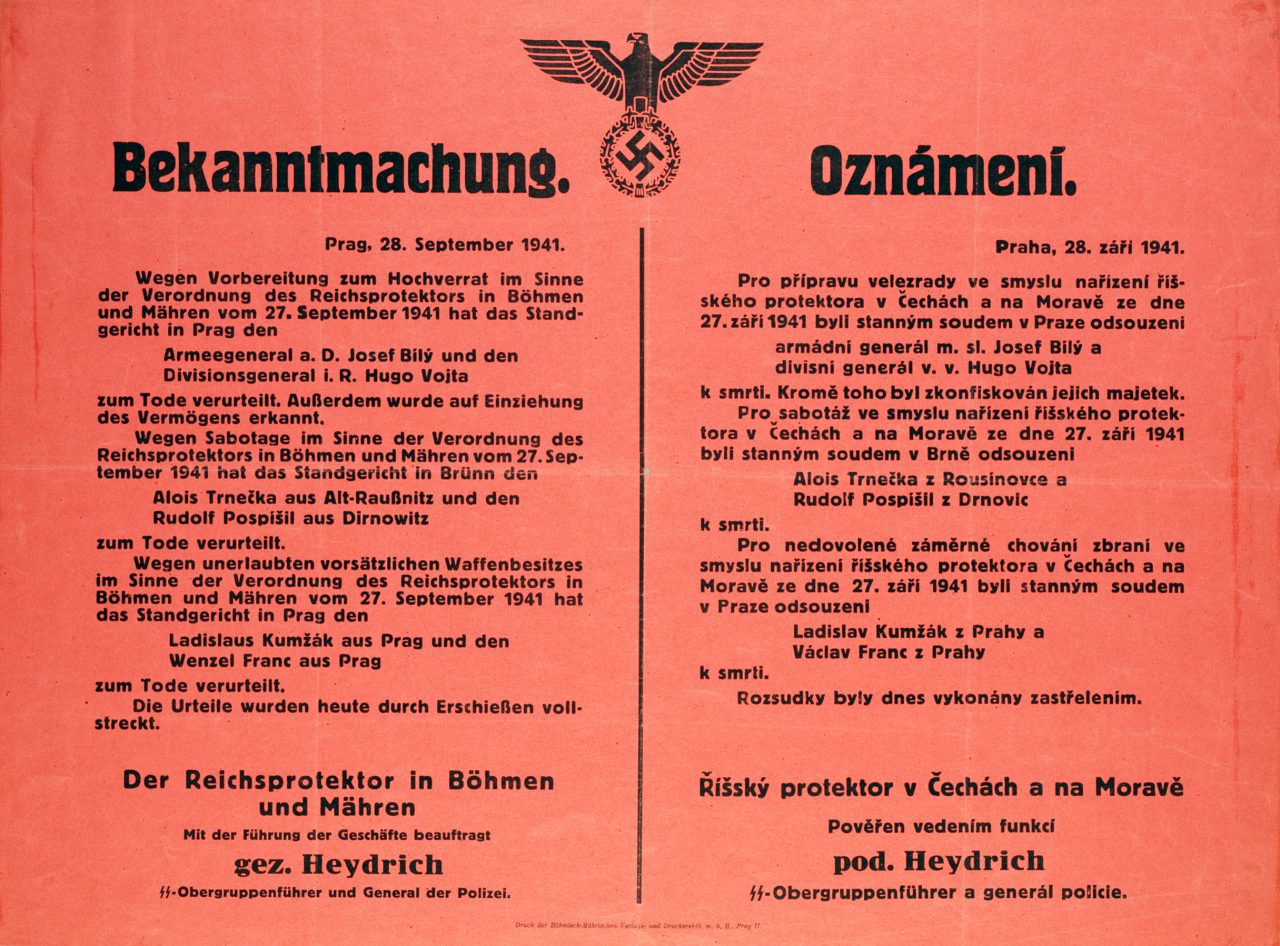 Bekanntmachung.
Prag, 28. September 1941.
Wegen Vorbereitung zum Hochverrat im Sinne
der Verordnung des Reichsprotektors in Böhmen
und Mähren vom 27. September 1941 hat das Stand-
gericht in Prag den
Armeegeneral a. D. Josef Bílý und den
Divisionsgeneral i. R. Hugo Vojta
zum Tode verurteilt. Außerdem wurde auf Einziehung
des Vermögens erkannt.
Wegen Sabotage im Sinne der Verordnung des
Reichsprotektors in Böhmen und Mähren vom 27. Sep-
tember 1941 hat das Standgericht in Brünn den
Alois Trnečka aus Alt-Raußnitz und den
Rudolf Pospíšil aus Dirnowitz
zum Tode verurteilt.
Wegen unerlaubten vorsätzlichen Waffenbesitzes
im Sinne der Verordnung des Reichsprotektors in
Böhmen und Mähren vom 27. September 1941 hat
das Standgericht in Prag den
Ladislaus Kumžák aus Prag und den
Wenzel Franc aus Prag
zum Tode verurteilt.
Die Urteile wurden heute durch Erschießen voll-
streckt.
Der Reichsprotektor in Böhmen
und Mähren
Mit der Führung der Geschäfte beauftragt
gez. Heydrich
SS-Obergruppenführer und General der Polizei.
Oznámení.
Praha, 28. září 1941.
Pro přípravu velezrady ve smyslu nařízení říš-
ského protektora v Čechách a na Moravě ze dne
27. září 1941 byli stanným soudem v Praze odsouzeni
armádní generál m. sl. Josef Bílý a
divisní generál v. v. Hugo Vojta
k smrti. Kromě toho byl zkonfiskován jejich majetek.
Pro sabotáž ve smyslu nařízení říšského protek-
tora v Čechách a na Moravě ze dne 27. září 1941
byli stanným soudem v Brně odsouzeni
Alois Trnečka z Rousínovce a
Rudolf Pospíšil z Drnovic
k smrti.
Pro nedovolené záměrné chování zbraní ve
smyslu nařízení říšského protektora v Čechách a na
Moravě ze dne 27. září 1941 byli stanným soudem
v Praze odsouzeni
Ladislav Kumžák z Prahy a
Václav Franc z Prahy
k smrti.
Rozsudky byly dnes vykonány zastřelením.
Říšský protektor v Čechách a na Moravě
Pověřen vedením funkcí
pod. Heydrich
SS-Obergruppenführer a generál policie.
Druck der Böhmisch-Mährischen Verlags- und Druckerei-G. m. b. H., Prag II.